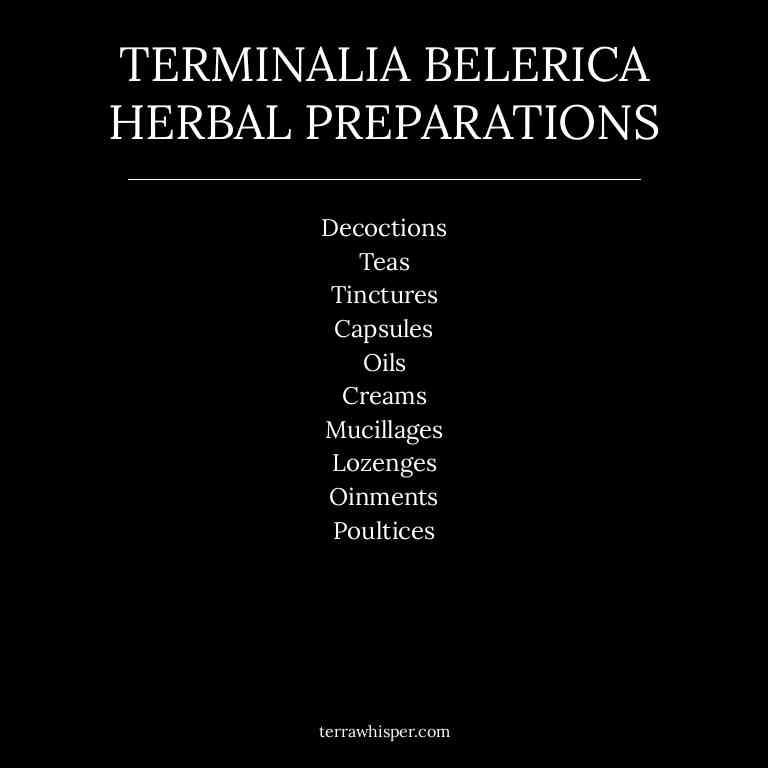 TERMINALIA BELERICA
HERBAL PREPARATIONS
Decoctions
Teas
Tinctures
Capsules
Oils
Creams
Mucillages
Lozenges
Oinments
Poultices
terrawhisper.com